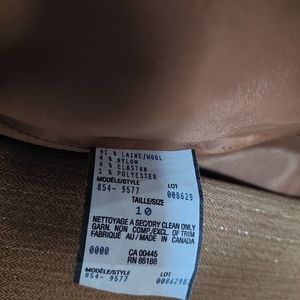 91 % LAINE/WOOL
4 % NYLON
4 % ELASTAN
1 % POLYESTER
MODÈLE/STYLE LOT
854- 9577 008629
TAILLE/SIZE
10
NETTOYAGE A SEC/DRY CLEAN ONLY
GARN. NON COMP./EXCL. OF TRIM
FABRIQUÉ AU / MADE IN CANADA
0000 CA 00445
RN 85188
MODÈLE/STYLE LOT
854- 9577